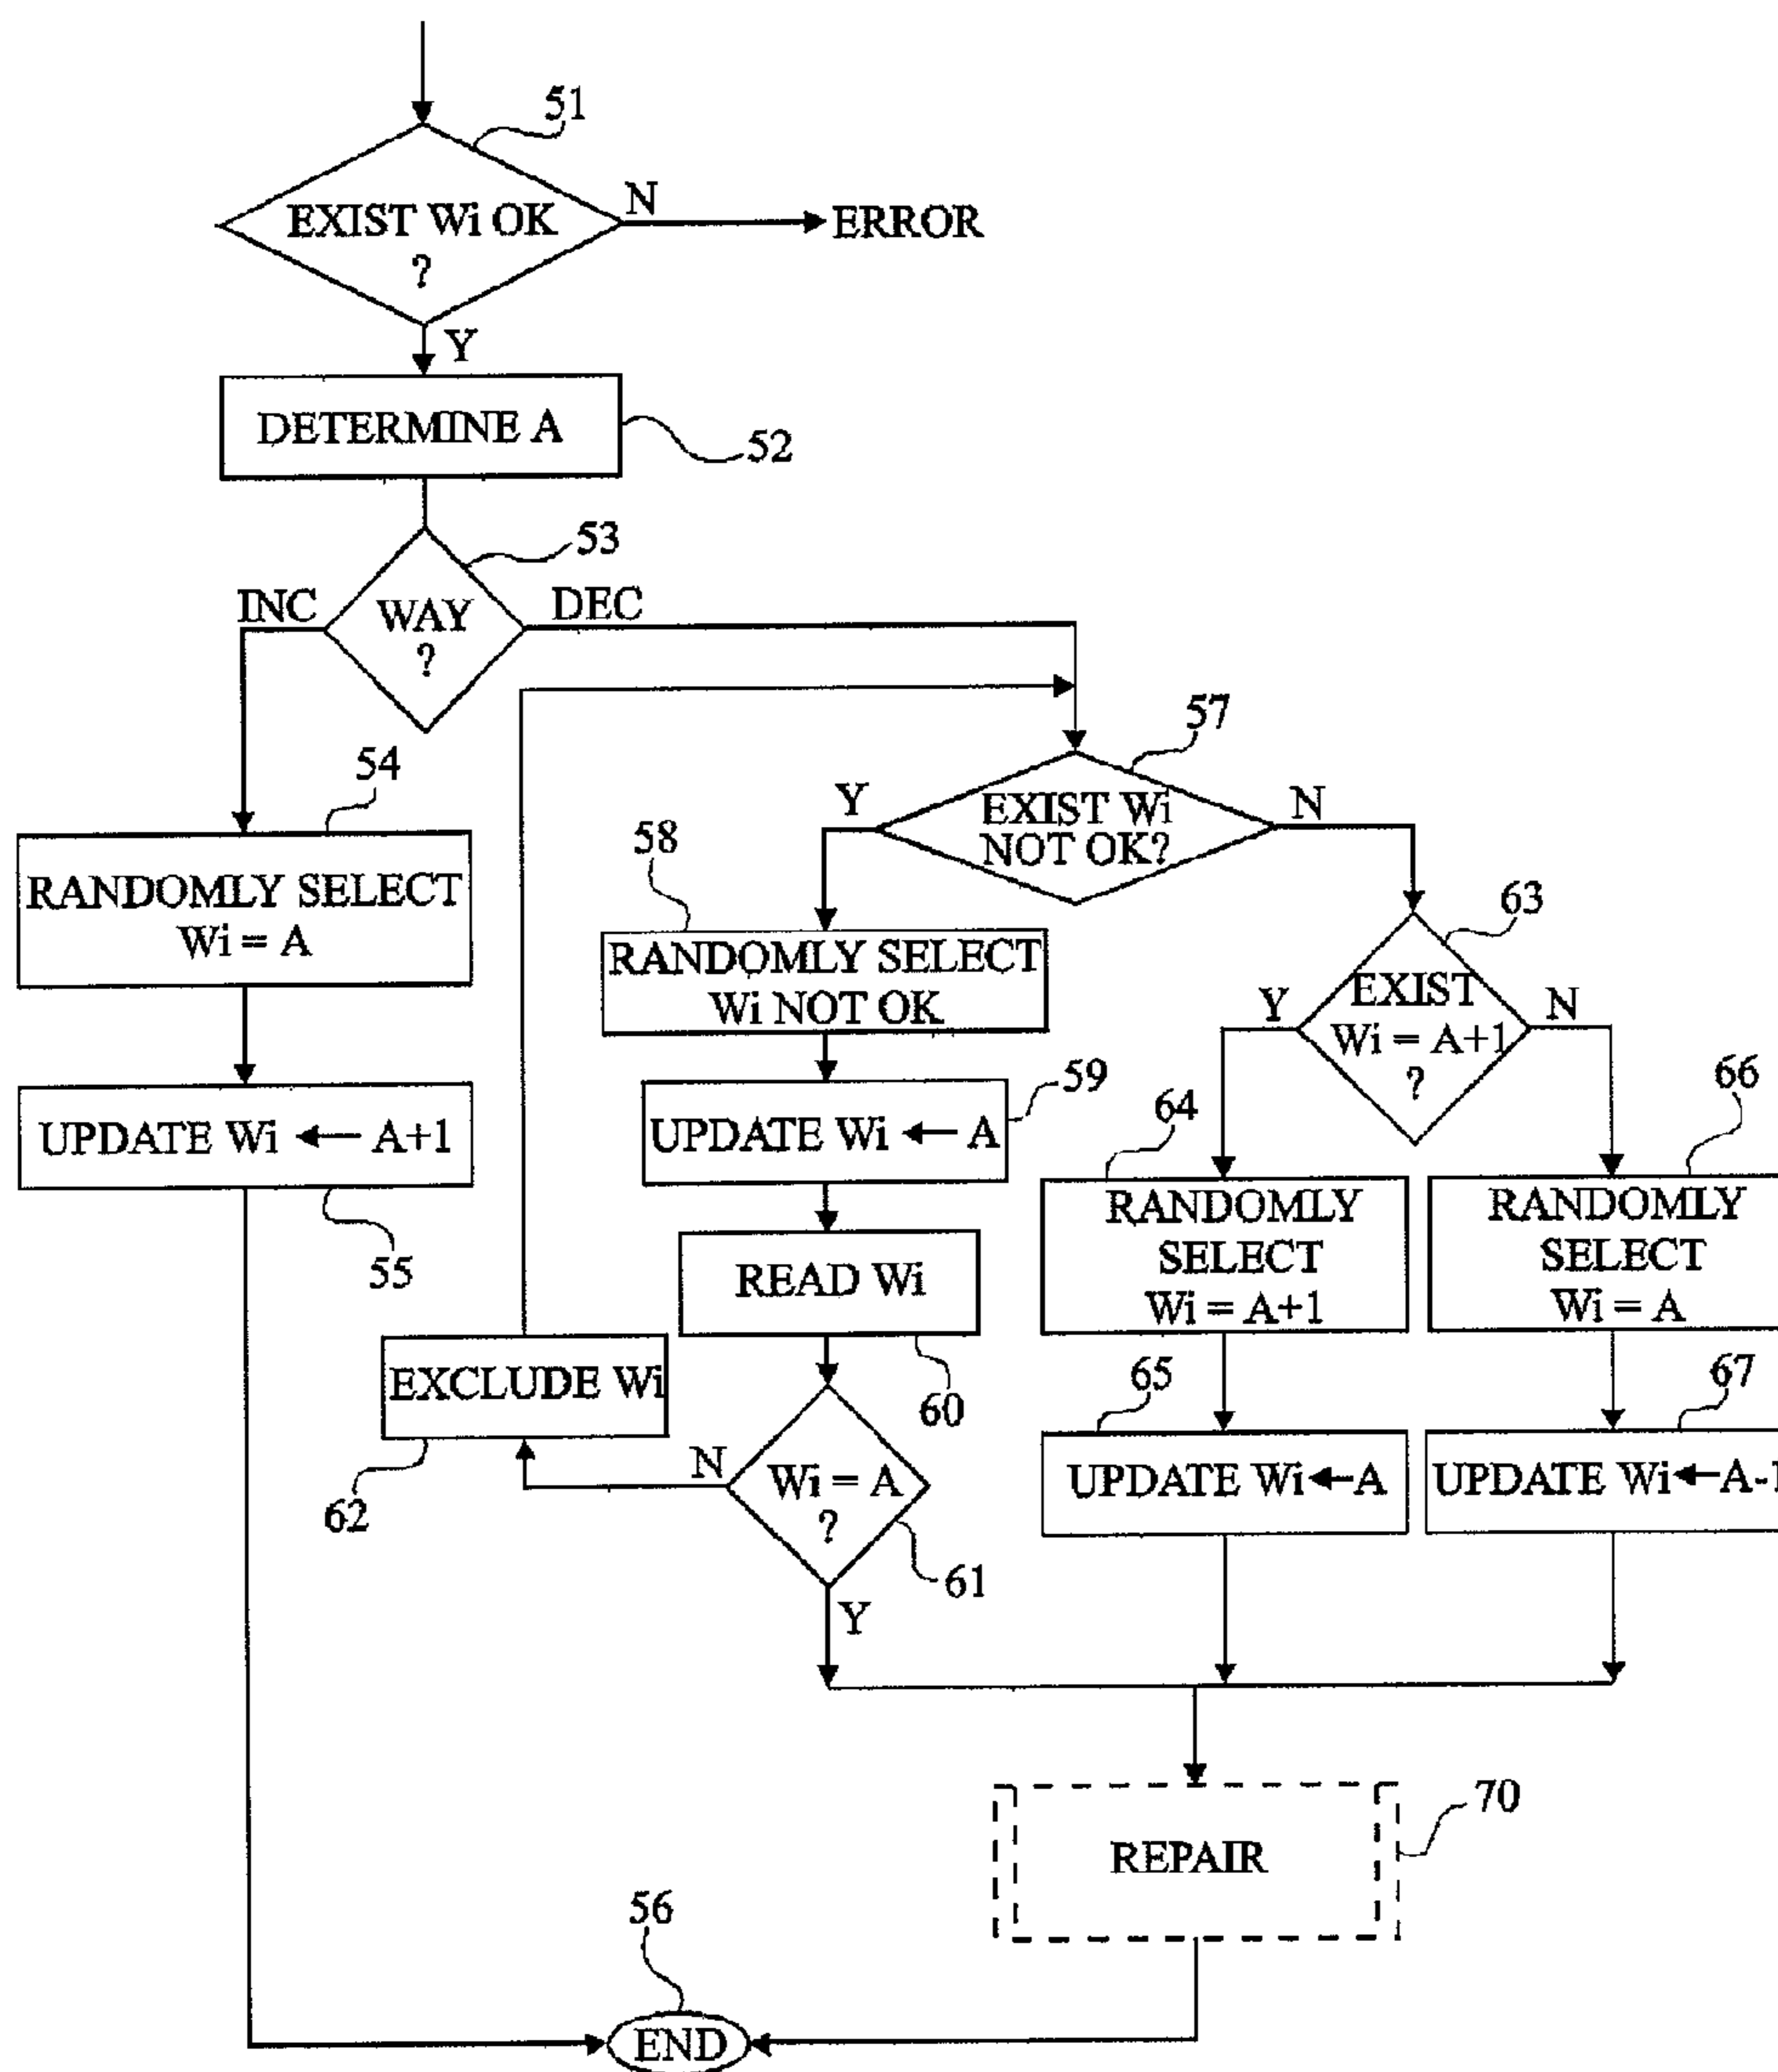 51
EXIST Wi OK
?
N
ERROR
Y
DETERMINE A
52
53
INC
WAY
?
DEC
57
54
Y
EXIST Wi
NOT OK?
N
58
RANDOMLY SELECT
Wi = A
RANDOMLY SELECT
Wi NOT OK
63
Y
EXIST
Wi = A+1
?
N
UPDATE Wi ← A+1
55
UPDATE Wi ← A
59
64
66
READ Wi
60
RANDOMLY
SELECT
Wi = A+1
RANDOMLY
SELECT
Wi = A
EXCLUDE Wi
62
65
67
N
Wi = A
?
61
Y
UPDATE Wi←A
UPDATE Wi←A-1
REPAIR
70
56
END